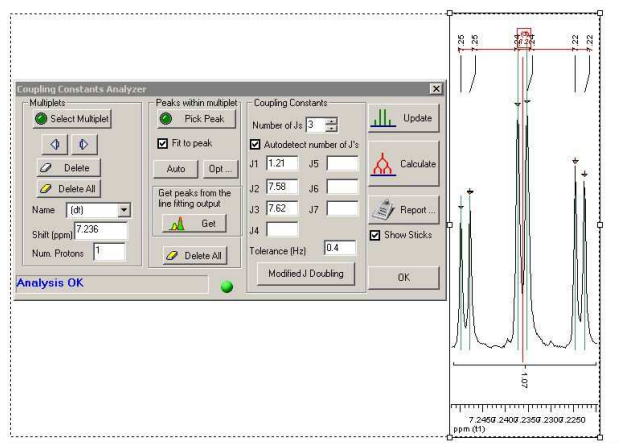 Coupling Constants Analyzer
Multiplets
Select Multiplet
Delete
Delete All
Name (dt)
Shift (ppm) 7.236
Num. Protons 1
Peaks within multiplet
Pick Peak
Fit to peak
Auto Opt ...
Get peaks from the
line fitting output
Get
Delete All
Coupling Constants
Number of Js 3
Autodetect number of J's
J1 1.21 J5
J2 7.58 J6
J3 7.62 J7
J4
Tolerance (Hz) 0.4
Modified J Doubling
Update
Calculate
Report ...
Show Sticks
OK
Analysis OK
7.25
7.25
7.24
7.24
7.22
7.22
1.07
7.2450 7.2400 7.2350 7.2300 7.2250
ppm (t1)